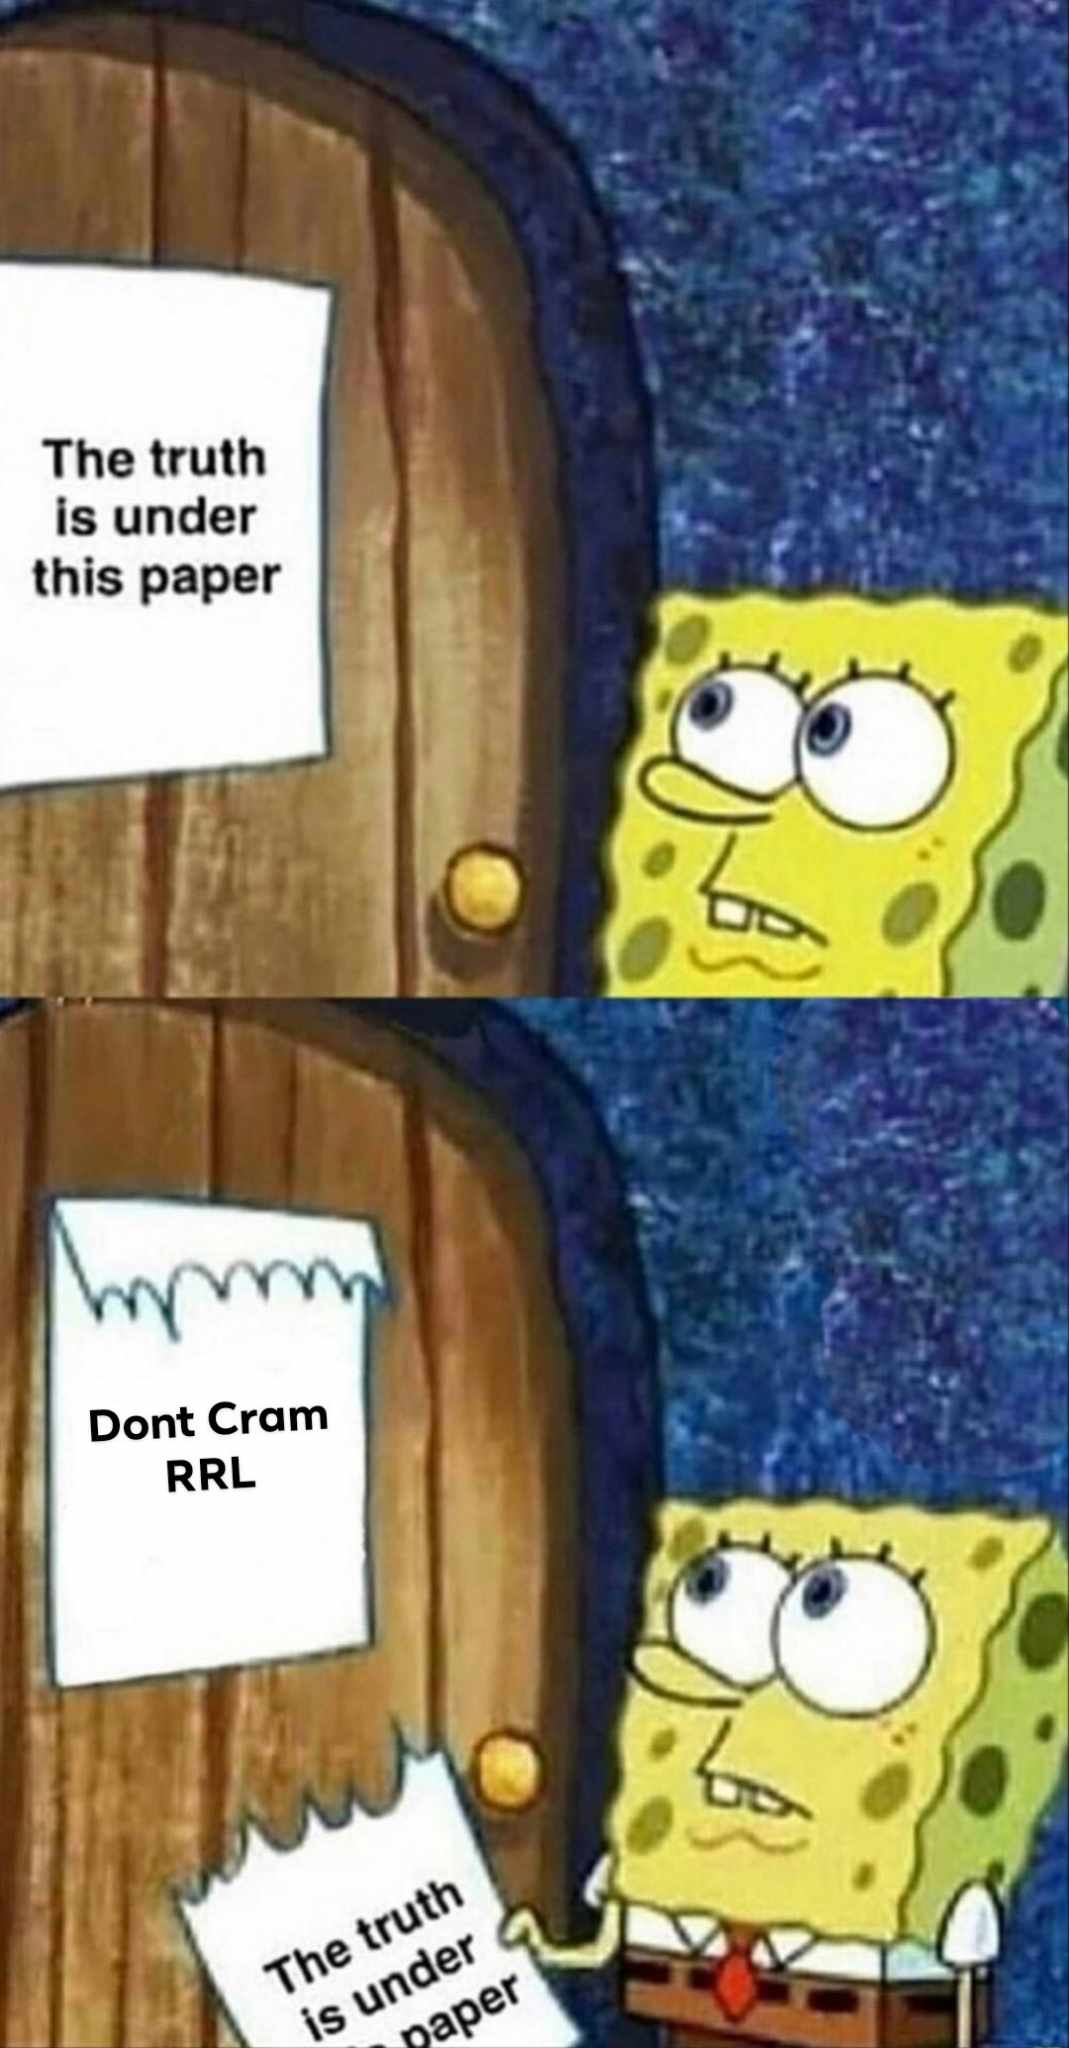 The truth
is under
this paper
Dont Cram
RRL
The truth
is under
paper